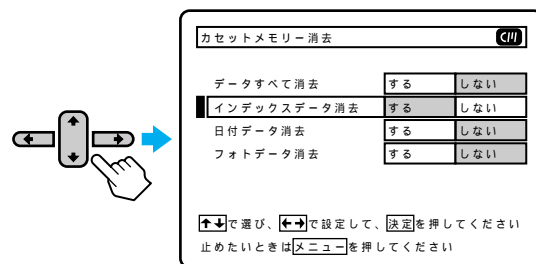 カセットメモリー消去
データすべて消去 する しない
インデックスデータ消去 する しない
日付データ消去 する しない
フォトデータ消去 する しない
↑↓で選び、←→で設定して、決定を押してください
止めたいときはメニューを押してください